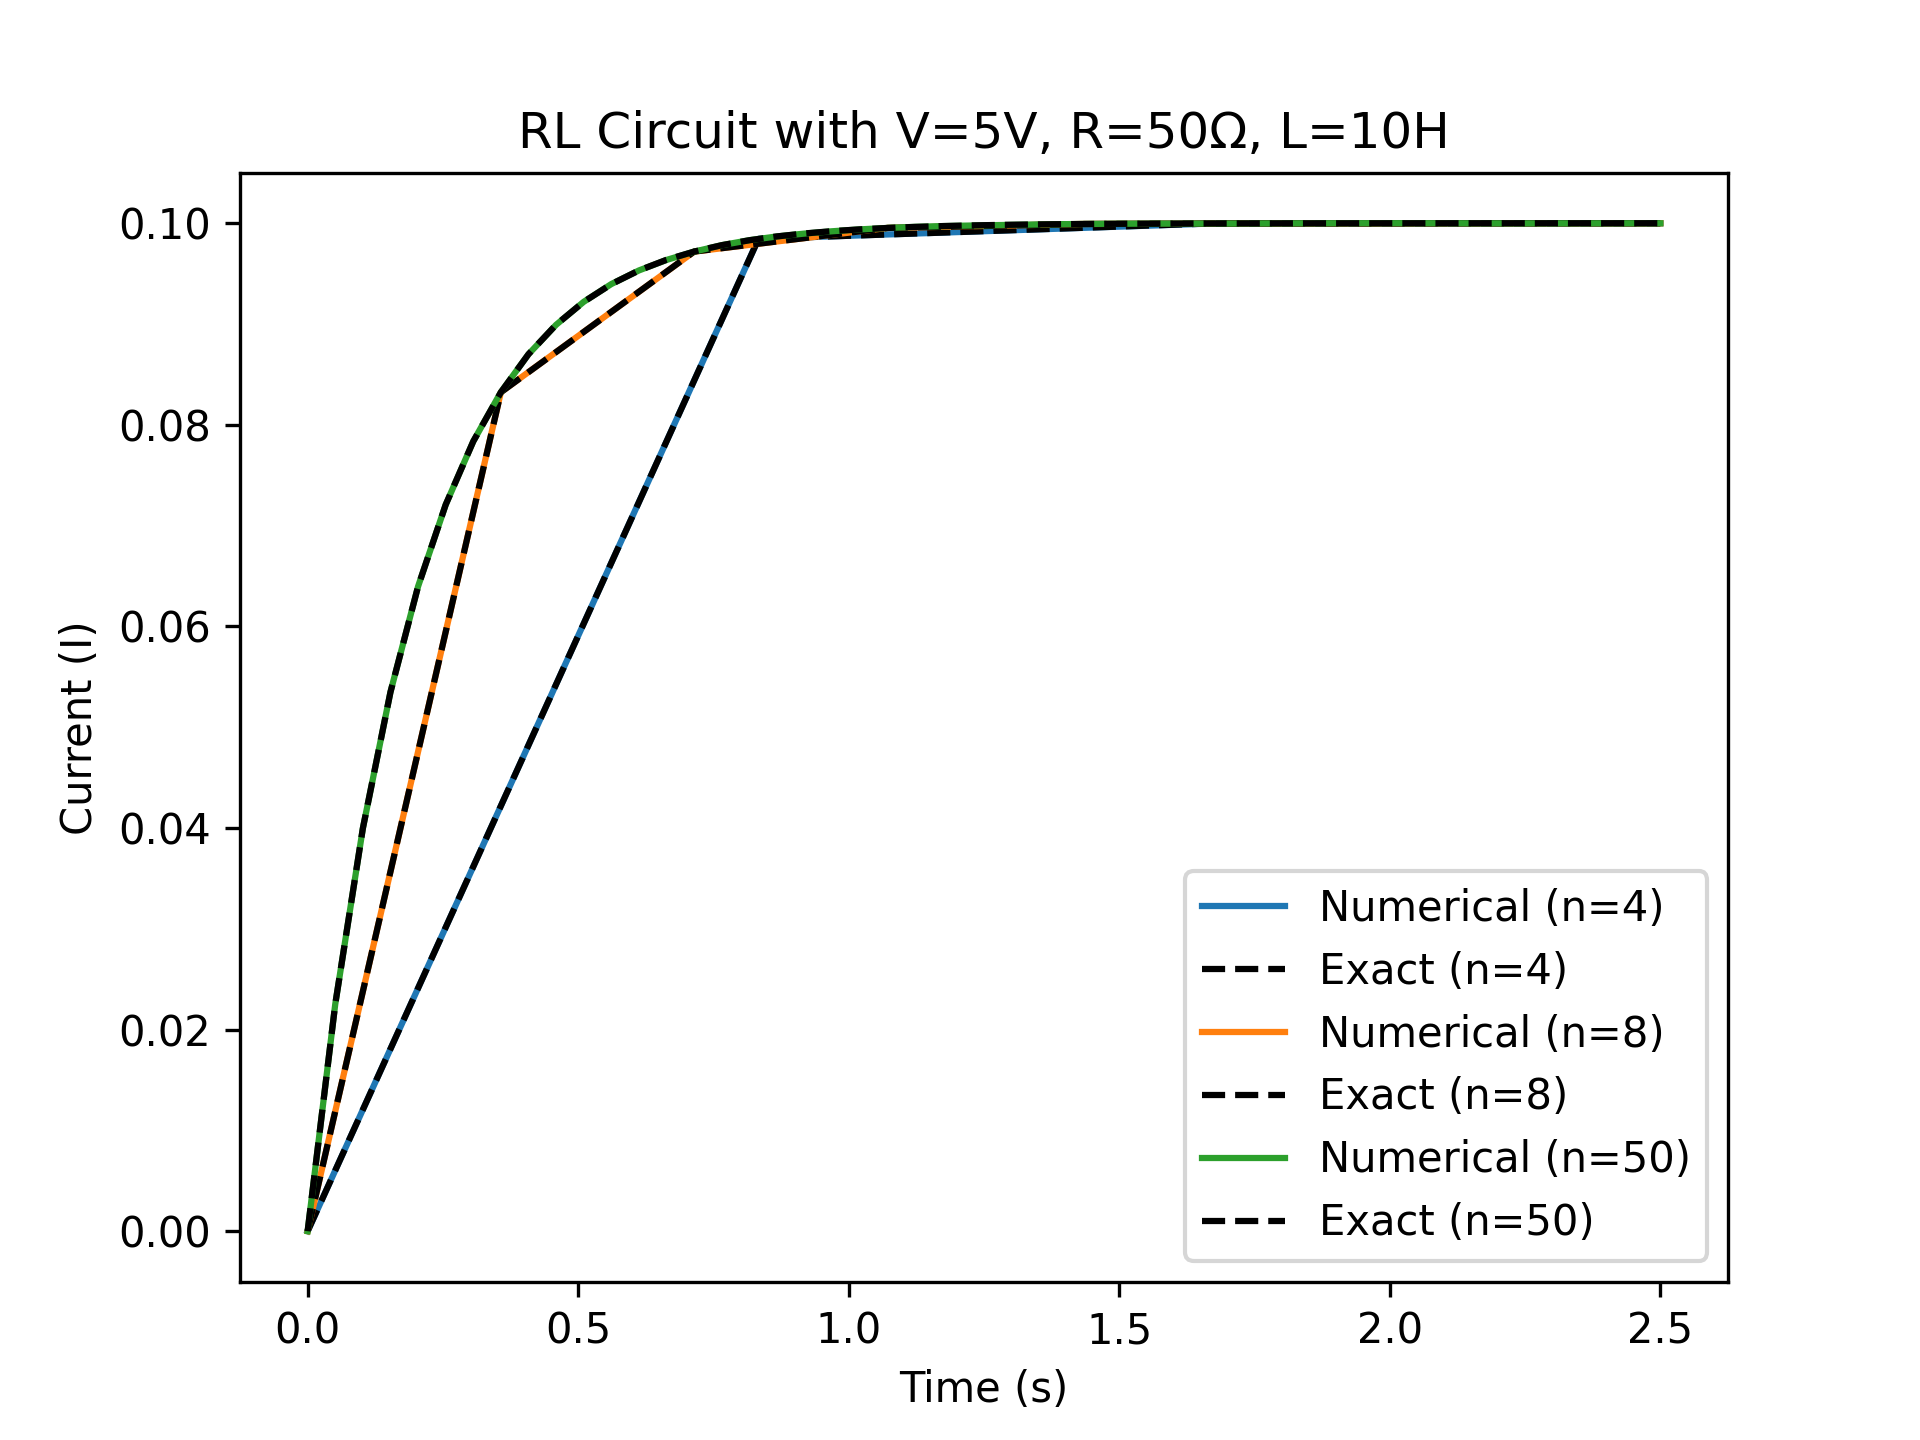 RL Circuit with V=5V, R=50Ω, L=10H
Current (I)
0.10
0.08
0.06
0.04
0.02
0.00
Numerical (n=4)
Exact (n=4)
Numerical (n=8)
Exact (n=8)
Numerical (n=50)
Exact (n=50)
0.0 0.5 1.0 1.5 2.0 2.5
Time (s)